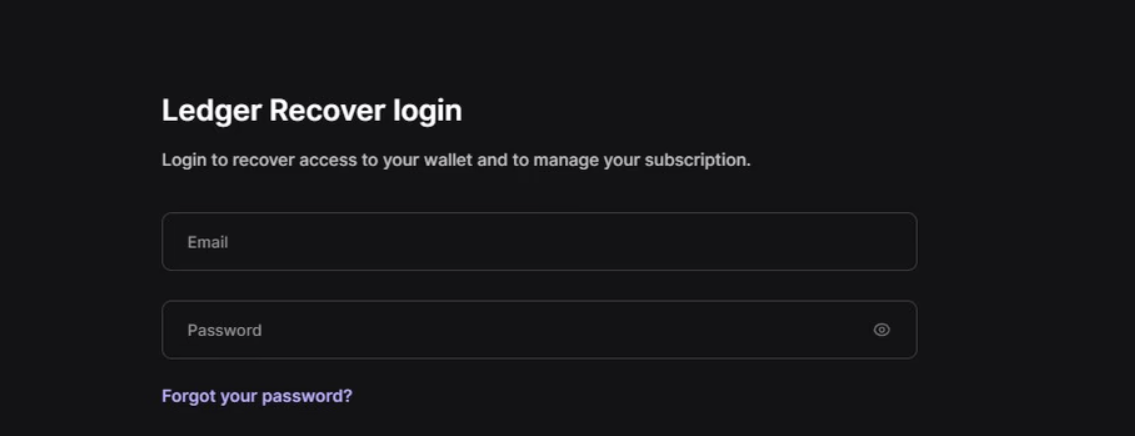 Ledger Recover login
Login to recover access to your wallet and to manage your subscription.
Email
Password
Forgot your password?